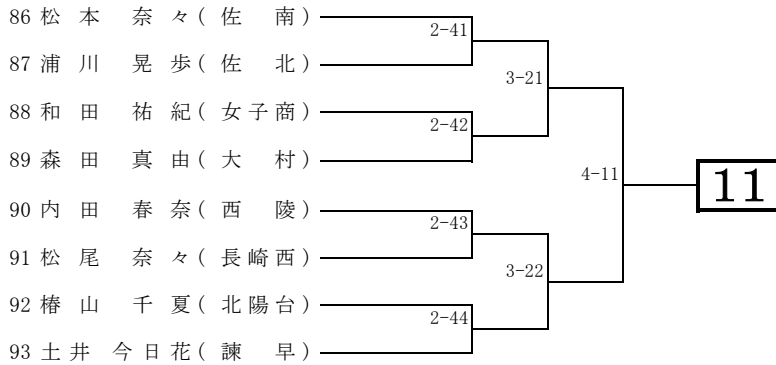 86 松本 奈々(佐 南)
2-41
87 浦川 晃歩(佐 北)
3-21
88 和田 祐紀(女子商)
2-42
89 森田 真由(大 村)
4-11
11
90 内田 春奈(西 陵)
2-43
91 松尾 奈々(長崎西)
3-22
92 椿山 千夏(北陽台)
2-44
93 土井 今日花(諫 早)